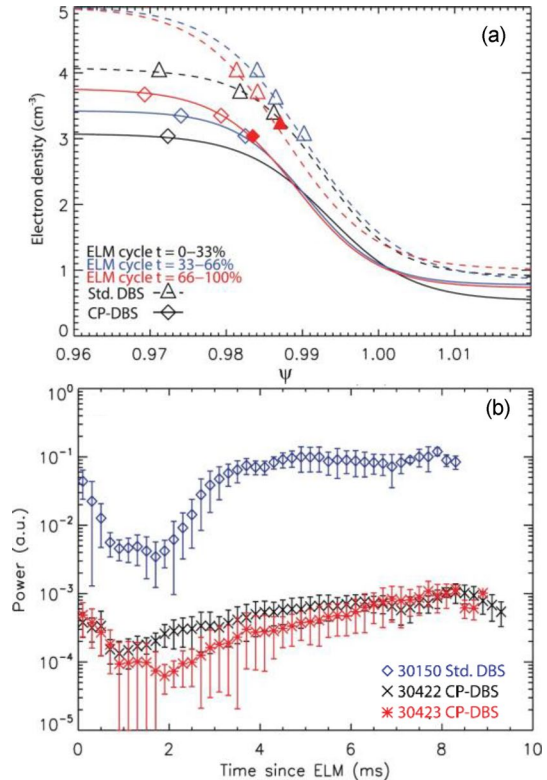 5
4
3
2
1
0
Electron density (cm⁻³)
(a)
ELM cycle t = 0–33%
ELM cycle t = 33–66%
ELM cycle t = 66–100%
Std. DBS
CP-DBS
0.96 0.97 0.98 0.99 1.00 1.01
ψ
(b)
10⁰
10⁻¹
10⁻²
10⁻³
10⁻⁴
10⁻⁵
Power (a.u.)
30150 Std. DBS
30422 CP-DBS
30423 CP-DBS
0 2 4 6 8 10
Time since ELM (ms)